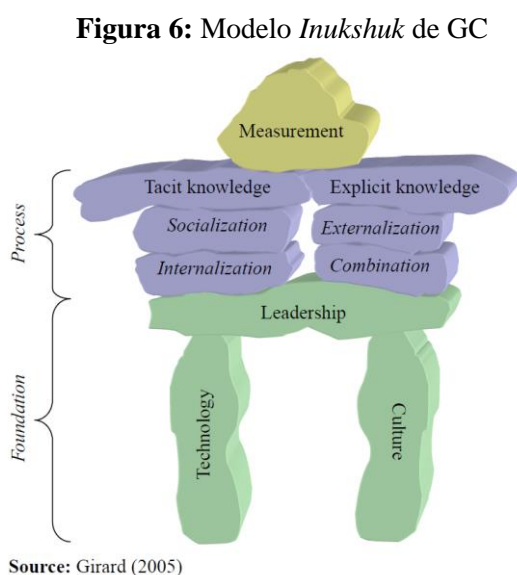 Figura 6: Modelo Inukshuk de GC
Measurement
Tacit knowledge
Explicit knowledge
Socialization
Externalization
Internalization
Combination
Leadership
Technology
Culture
Process
Foundation
Source: Girard (2005)